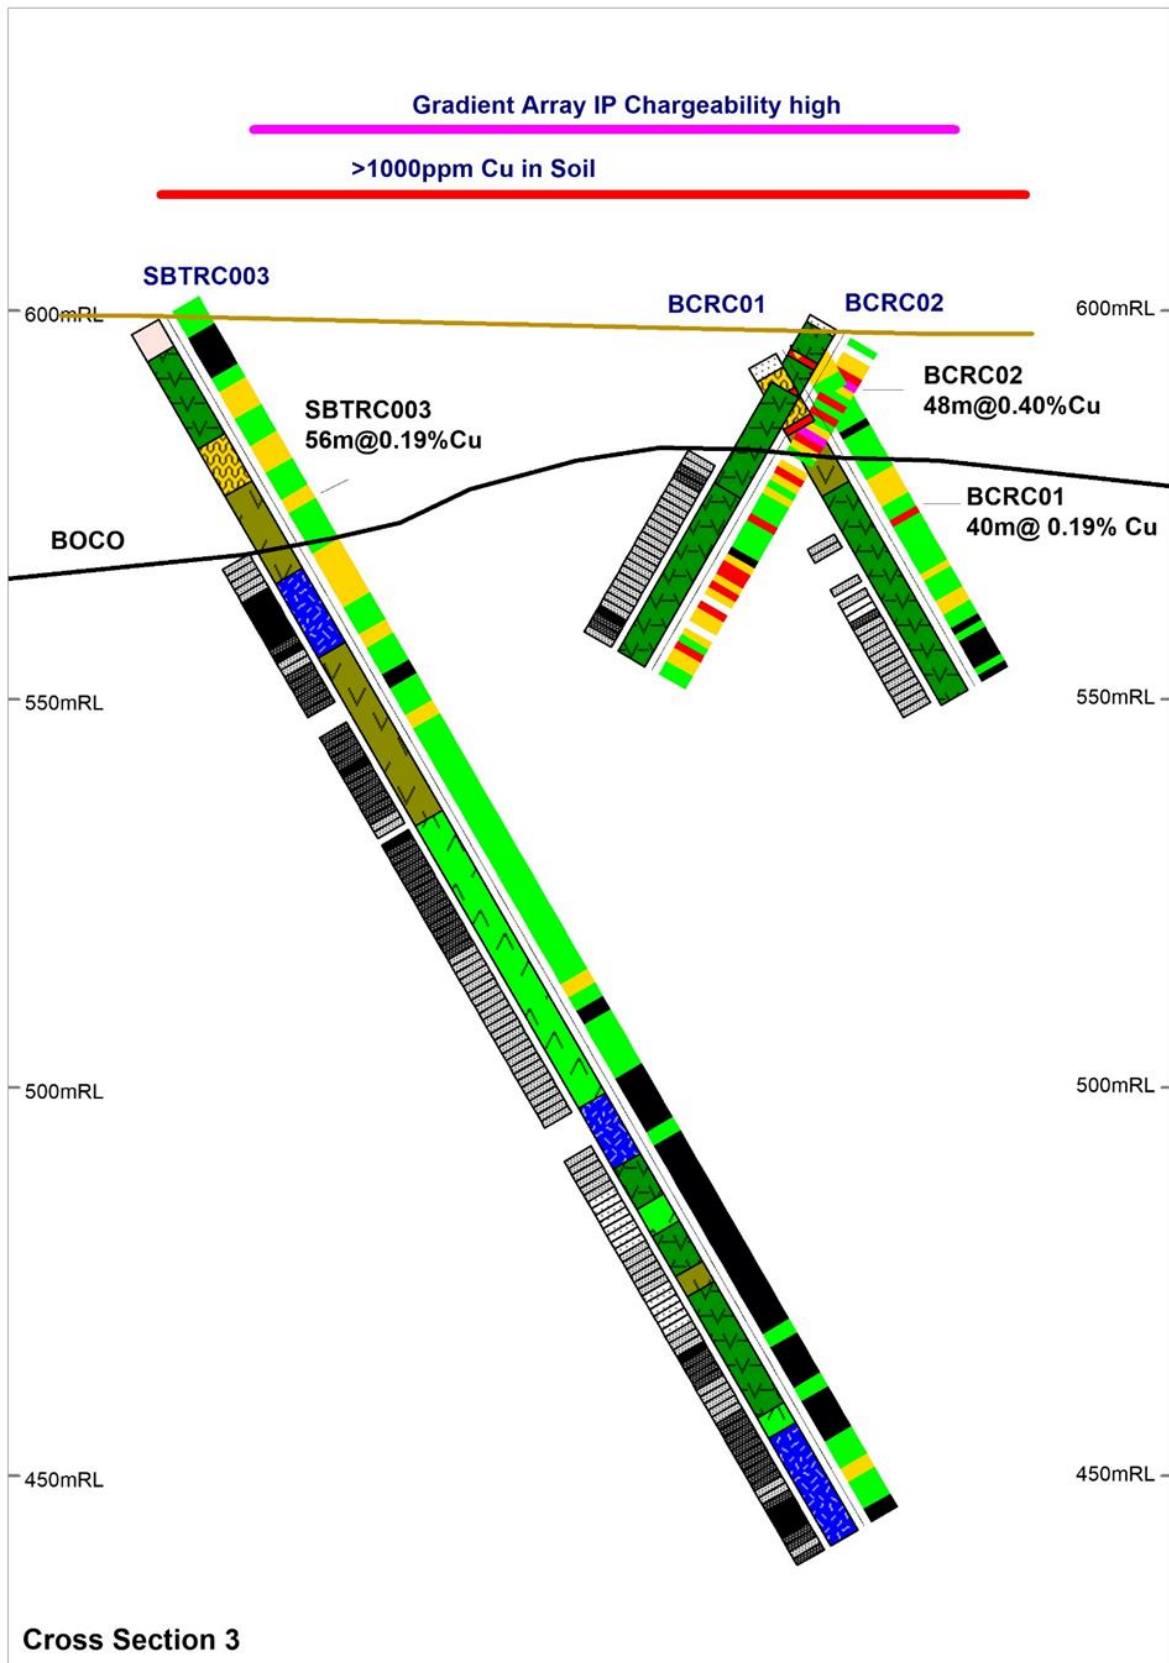 Gradient Array IP Chargeability high
>1000ppm Cu in Soil
SBTRC003
BCRC01
BCRC02
600mRL
600mRL
BCRC02
48m@0.40%Cu
SBTRC003
56m@0.19%Cu
BCRC01
40m@ 0.19% Cu
BOCO
550mRL
550mRL
500mRL
500mRL
450mRL
450mRL
Cross Section 3